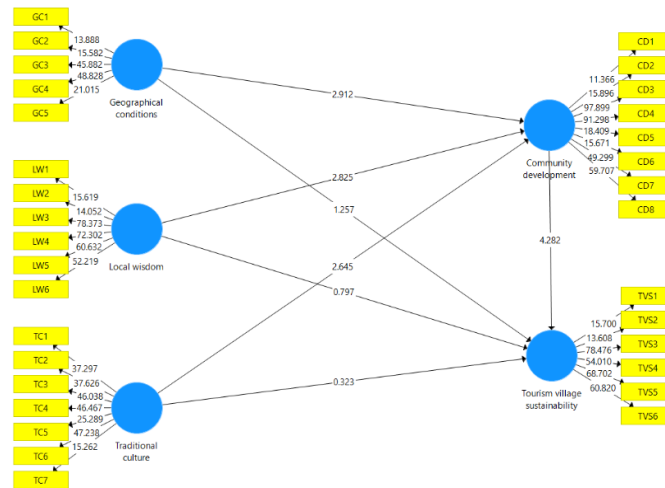 GC1
GC2
GC3
GC4
GC5
13.888
15.582
45.882
48.828
21.015
Geographical
conditions
LW1
LW2
LW3
LW4
LW5
LW6
15.619
14.052
78.373
72.302
60.632
52.219
Local wisdom
TC1
TC2
TC3
TC4
TC5
TC6
TC7
37.297
37.626
46.038
46.467
25.289
47.238
15.262
Traditional
culture
2.912
2.825
1.257
2.645
0.797
0.323
4.282
Community
development
11.366
15.896
97.899
91.298
18.409
15.671
49.299
59.707
CD1
CD2
CD3
CD4
CD5
CD6
CD7
CD8
Tourism village
sustainability
15.700
13.608
78.476
54.010
68.702
60.820
TVS1
TVS2
TVS3
TVS4
TVS5
TVS6